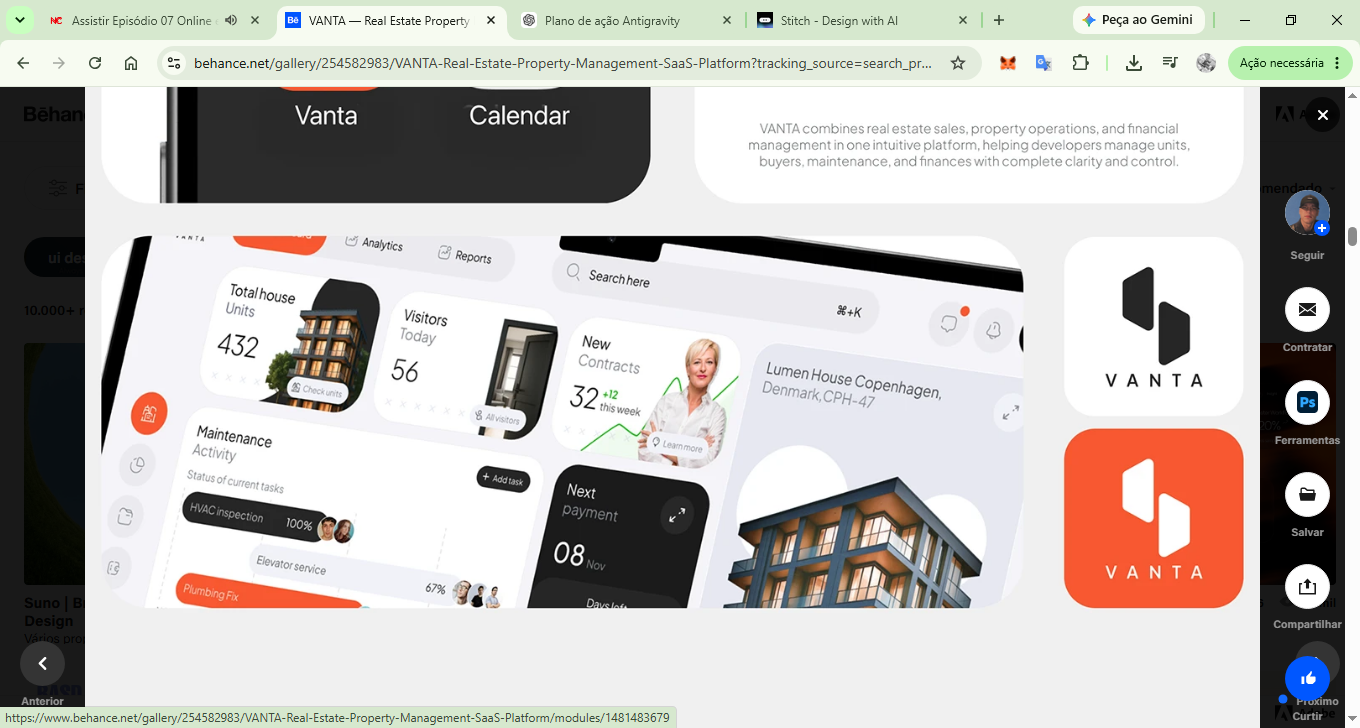 Assistir Episódio 07 Online
VANTA — Real Estate Property
Plano de ação Antigravity
Stitch - Design with AI
Peça ao Gemini
behance.net/gallery/254582983/VANTA-Real-Estate-Property-Management-SaaS-Platform?tracking_source=search_pr...
Ação necessária
Vanta
Calendar
VANTA combines real estate sales, property operations, and financial
management in one intuitive platform, helping developers manage units,
buyers, maintenance, and finances with complete clarity and control.
VANTA
Analytics
Reports
Search here
⌘+K
Total house
Units
432
Check units
Visitors
Today
56
All visitors
New
Contracts
32
+12
this week
Learn more
Lumen House Copenhagen,
Denmark,CPH-47
Maintenance
Activity
Status of current tasks
+ Add task
HVAC inspection
100%
Elevator service
67%
Plumbing Fix
Next
payment
08 Nov
Days left
VANTA
VANTA
Seguir
Contratar
Ps
Ferramentas
Salvar
Compartilhar
Próximo
Curtir
10.000+
Suno |
Design
Anterior
https://www.behance.net/gallery/254582983/VANTA-Real-Estate-Property-Management-SaaS-Platform/modules/1481483679